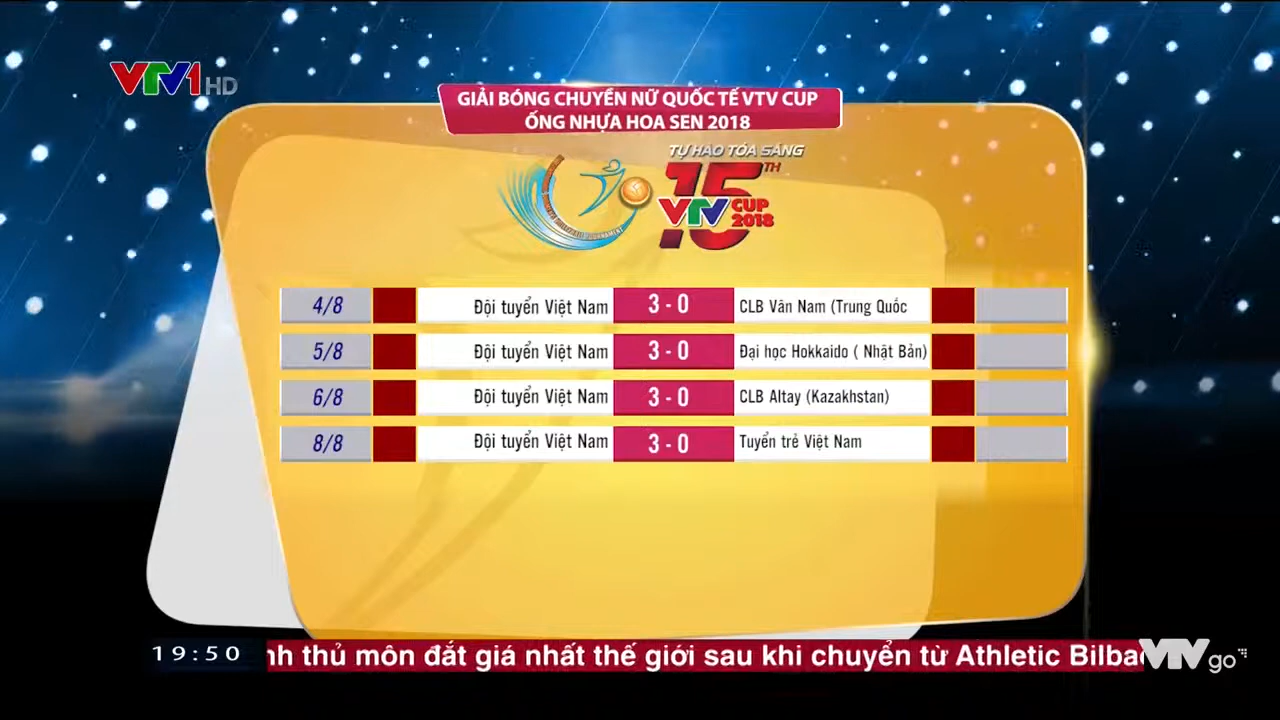 VTV1 HD
GIẢI BÓNG CHUYỀN NỮ QUỐC TẾ VTV CUP
ỐNG NHỰA HOA SEN 2018
TỰ HÀO TỎA SÁNG
15TH
VTV CUP
2018
4/8 Đội tuyển Việt Nam 3 - 0 CLB Vân Nam (Trung Quốc
5/8 Đội tuyển Việt Nam 3 - 0 Đại học Hokkaido ( Nhật Bản)
6/8 Đội tuyển Việt Nam 3 - 0 CLB Altay (Kazakhstan)
8/8 Đội tuyển Việt Nam 3 - 0 Tuyển trẻ Việt Nam
19:50 nh thủ môn đắt giá nhất thế giới sau khi chuyển từ Athletic Bilba
VTV go